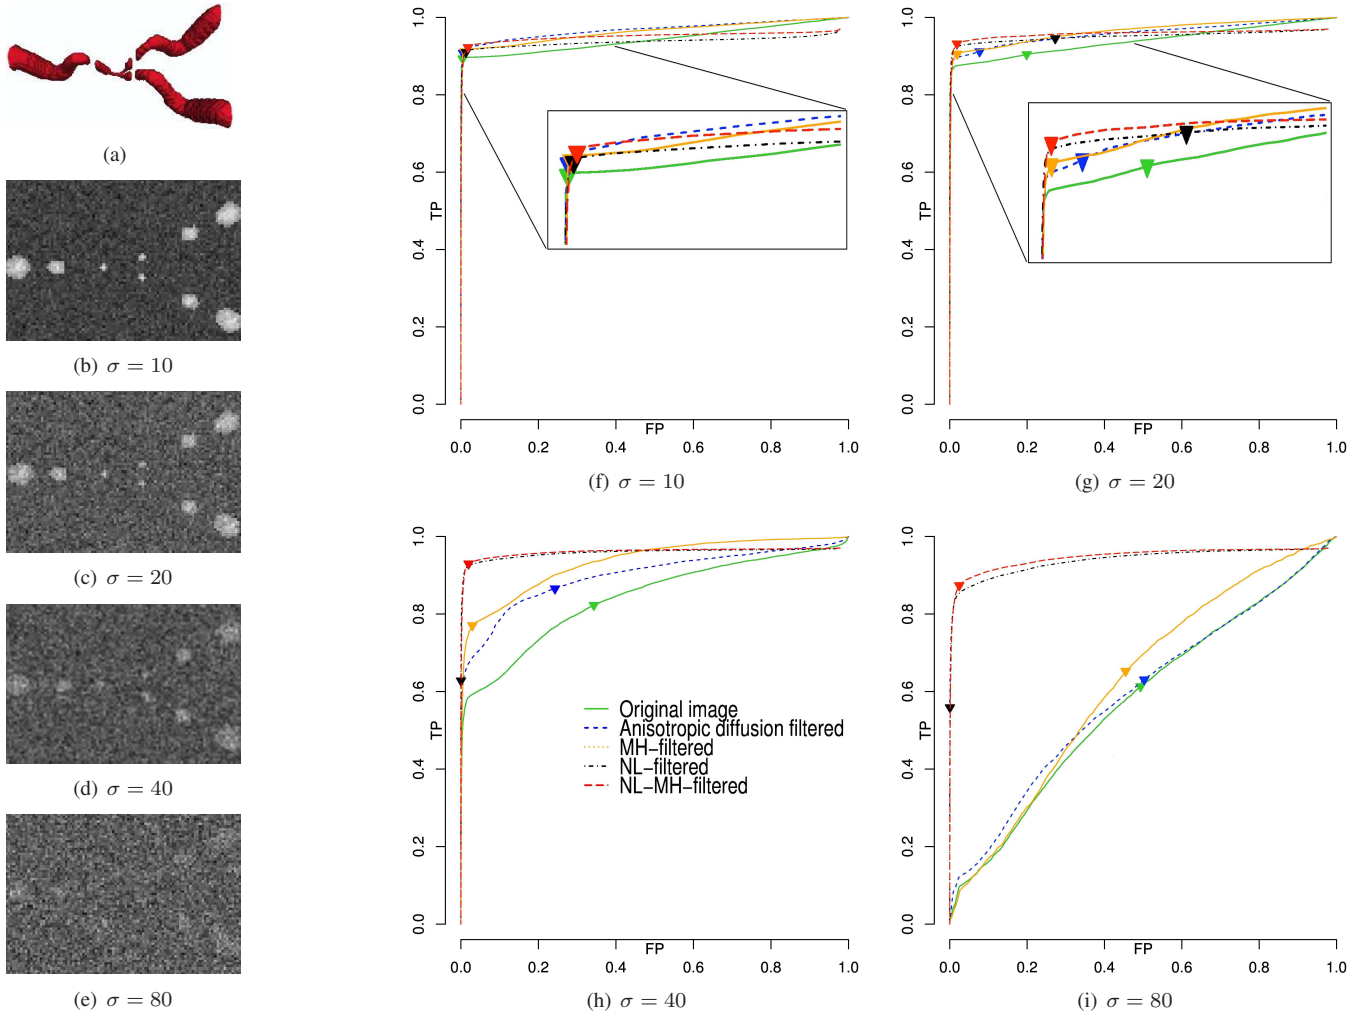 (a)
(b) σ = 10
(c) σ = 20
(d) σ = 40
(e) σ = 80
1.0
0.8
0.6
TP
0.4
0.2
0.0
FP
0.0 0.2 0.4 0.6 0.8 1.0
(f) σ = 10
1.0
0.8
0.6
TP
0.4
0.2
0.0
FP
0.0 0.2 0.4 0.6 0.8 1.0
(g) σ = 20
1.0
0.8
0.6
TP
0.4
0.2
0.0
Original image
Anisotropic diffusion filtered
MH-filtered
NL-filtered
NL-MH-filtered
FP
0.0 0.2 0.4 0.6 0.8 1.0
(h) σ = 40
1.0
0.8
0.6
TP
0.4
0.2
0.0
FP
0.0 0.2 0.4 0.6 0.8 1.0
(i) σ = 80